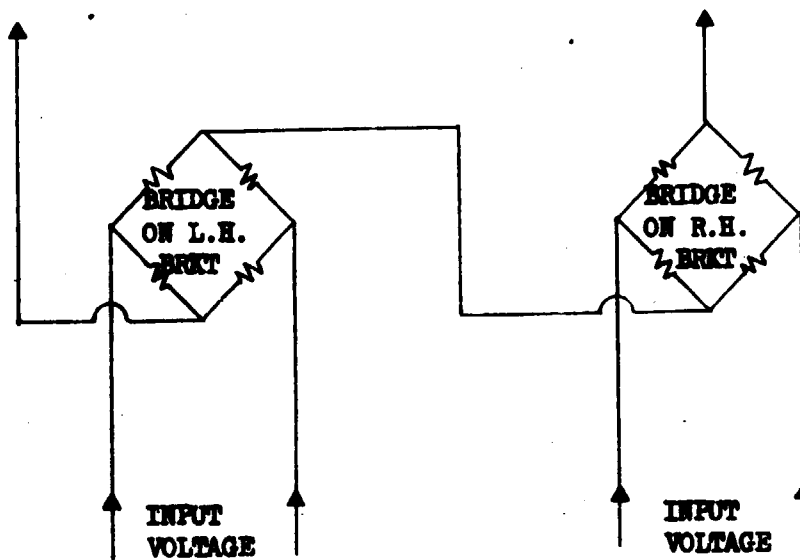 BRIDGE
ON L.H.
BRKT
BRIDGE
ON R.H.
BRKT
INPUT
VOLTAGE
INPUT
VOLTAGE